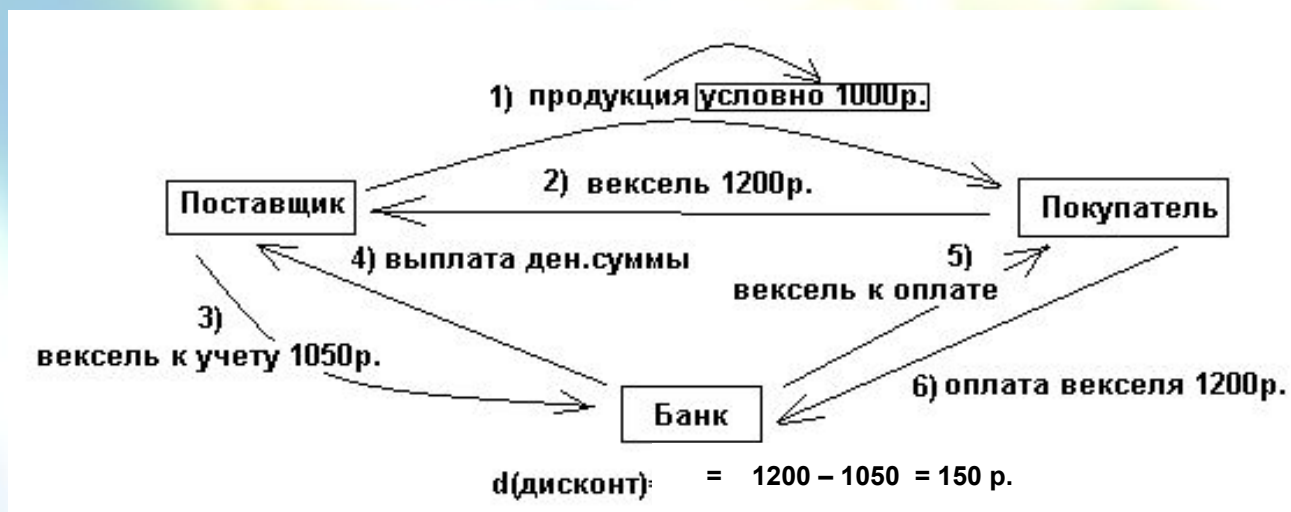 1) продукция условно 1000р.
2) вексель 1200р.
Поставщик
Покупатель
4) выплата ден.суммы
5)
вексель к оплате
3)
вексель к учету 1050р.
6) оплата векселя 1200р.
Банк
d(дисконт): = 1200 – 1050 = 150 р.